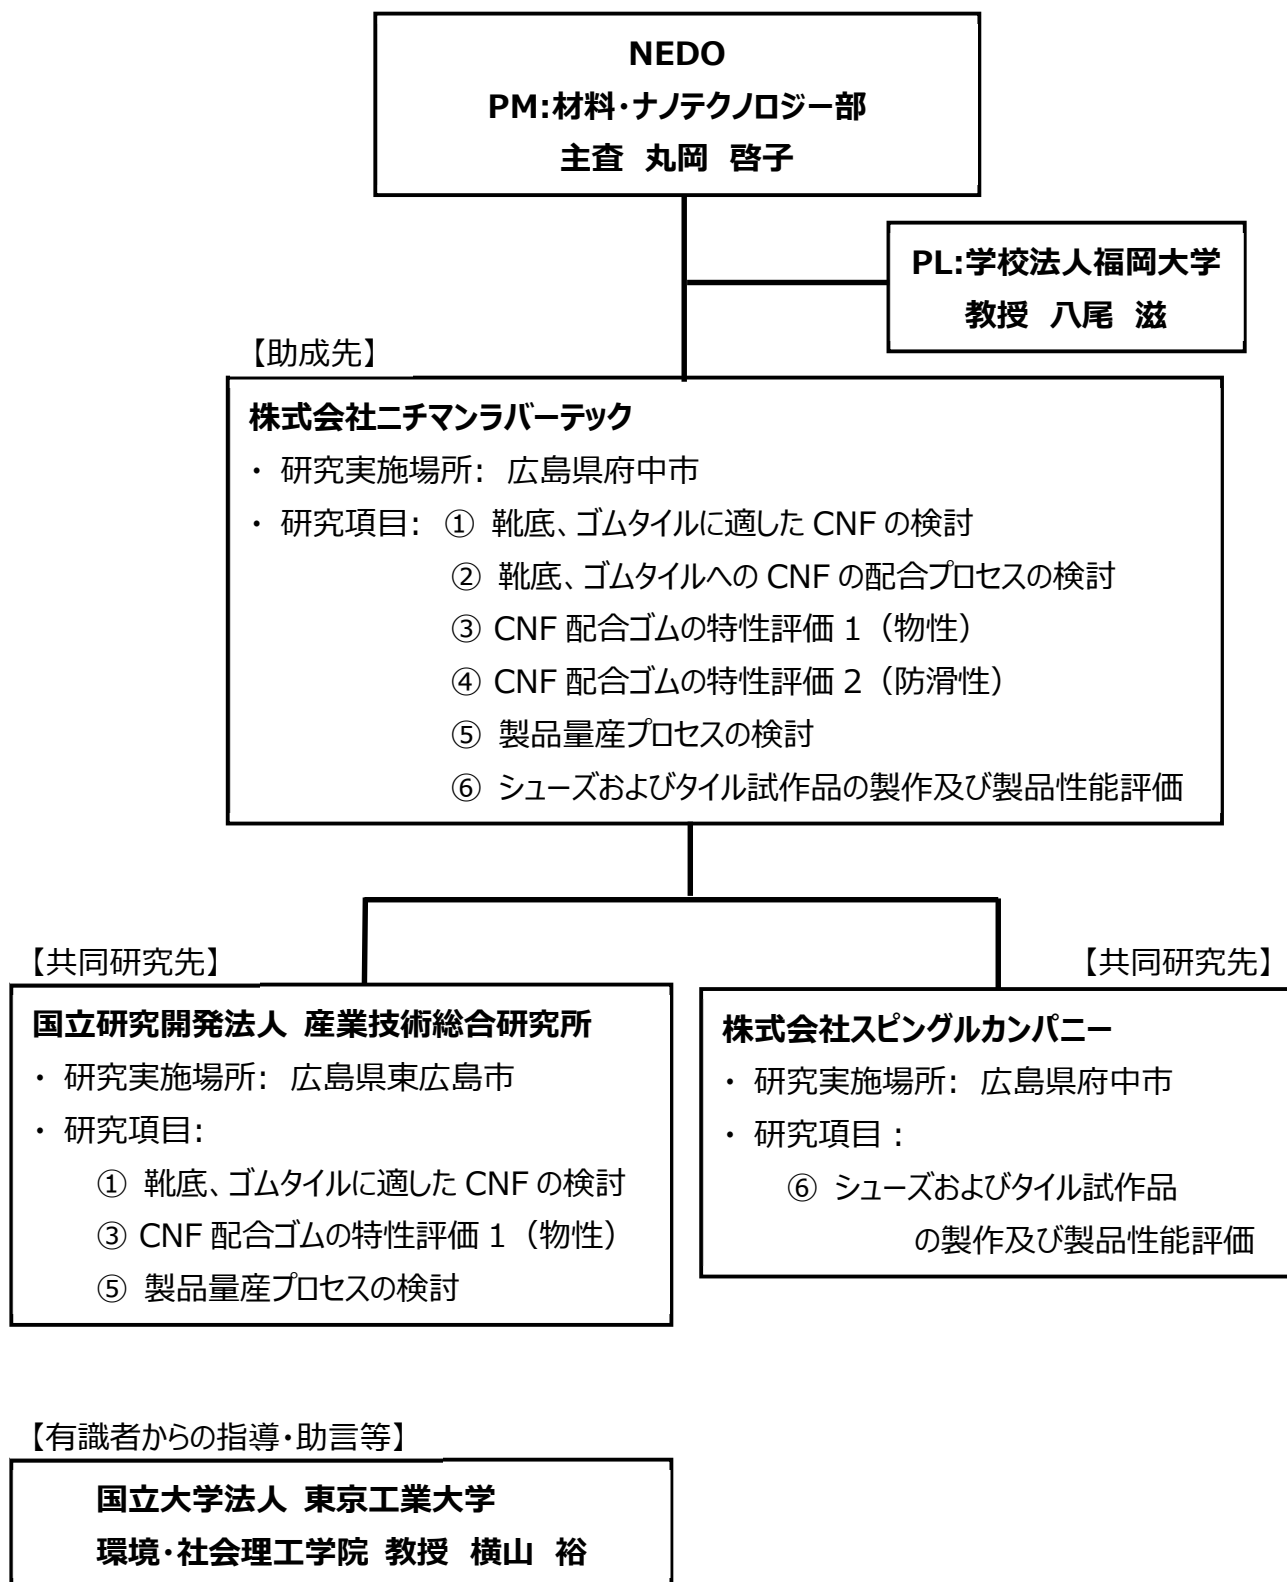 NEDO
PM:材料・ナノテクノロジー部
主査 丸岡 啓子
PL:学校法人福岡大学
教授 八尾 滋
【助成先】
株式会社ニチマンラバーテック
・ 研究実施場所: 広島県府中市
・ 研究項目: ① 靴底、ゴムタイルに適した CNF の検討
② 靴底、ゴムタイルへの CNF の配合プロセスの検討
③ CNF 配合ゴムの特性評価 1（物性）
④ CNF 配合ゴムの特性評価 2（防滑性）
⑤ 製品量産プロセスの検討
⑥ シューズおよびタイル試作品の製作及び製品性能評価
【共同研究先】
国立研究開発法人 産業技術総合研究所
・ 研究実施場所: 広島県東広島市
・ 研究項目:
① 靴底、ゴムタイルに適した CNF の検討
③ CNF 配合ゴムの特性評価 1（物性）
⑤ 製品量産プロセスの検討
【共同研究先】
株式会社スピングルカンパニー
・ 研究実施場所: 広島県府中市
・ 研究項目 :
⑥ シューズおよびタイル試作品
の製作及び製品性能評価
【有識者からの指導・助言等】
国立大学法人 東京工業大学
環境・社会理工学院 教授 横山 裕